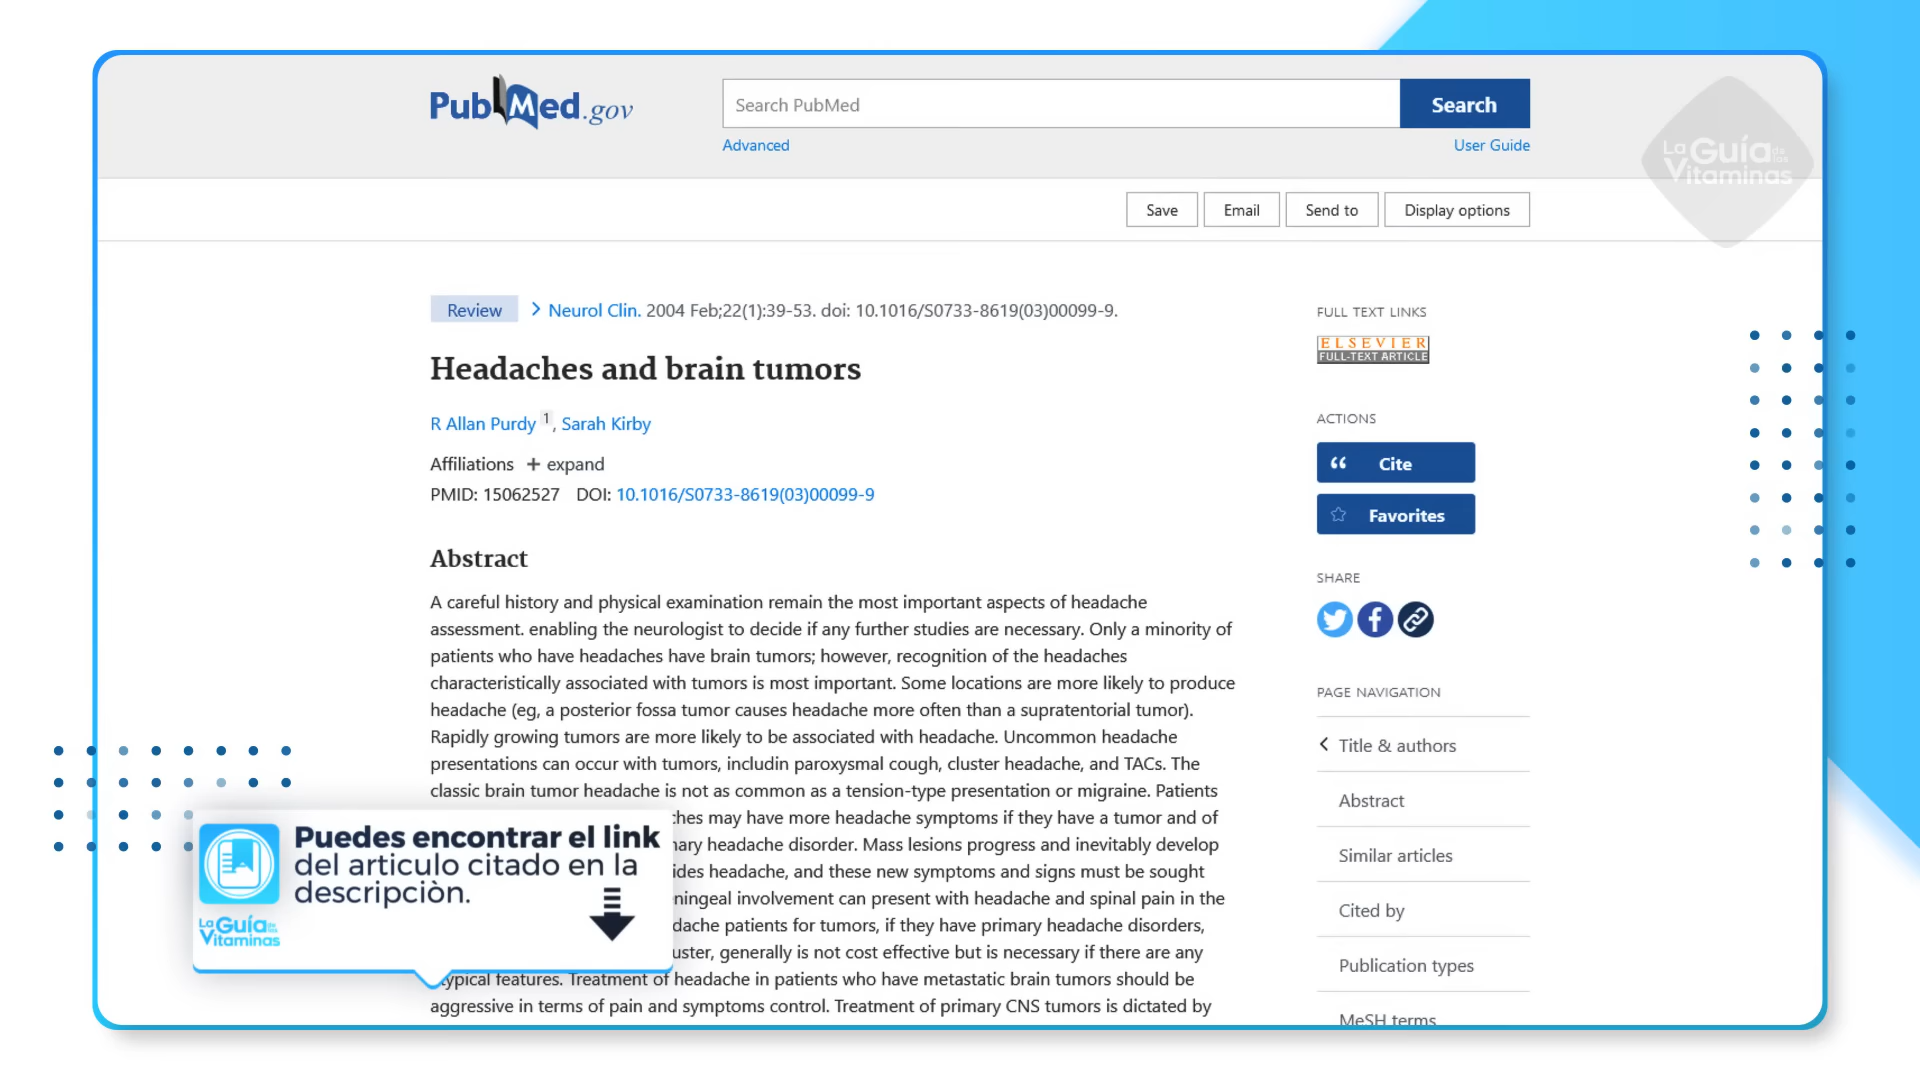 PubMed.gov
Search PubMed
Search
Advanced
User Guide
La Guía de las Vitaminas
Save
Email
Send to
Display options
Review
Neurol Clin. 2004 Feb;22(1):39-53. doi: 10.1016/S0733-8619(03)00099-9.
Headaches and brain tumors
R Allan Purdy 1, Sarah Kirby
Affiliations + expand
PMID: 15062527 DOI: 10.1016/S0733-8619(03)00099-9
Abstract
A careful history and physical examination remain the most important aspects of headache
assessment. enabling the neurologist to decide if any further studies are necessary. Only a minority of
patients who have headaches have brain tumors; however, recognition of the headaches
characteristically associated with tumors is most important. Some locations are more likely to produce
headache (eg, a posterior fossa tumor causes headache more often than a supratentorial tumor).
Rapidly growing tumors are more likely to be associated with headache. Uncommon headache
presentations can occur with tumors, includin paroxysmal cough, cluster headache, and TACs. The
classic brain tumor headache is not as common as a tension-type presentation or migraine. Patients
may have more headache symptoms if they have a tumor and of
headache disorder. Mass lesions progress and inevitably develop
headache, and these new symptoms and signs must be sought
involvement can present with headache and spinal pain in the
patients for tumors, if they have primary headache disorders,
generally is not cost effective but is necessary if there are any
features. Treatment of headache in patients who have metastatic brain tumors should be
aggressive in terms of pain and symptoms control. Treatment of primary CNS tumors is dictated by
Puedes encontrar el link
del articulo citado en la
descripciòn.
La Guía de las
Vitaminas
FULL TEXT LINKS
ELSEVIER
FULL-TEXT ARTICLE
ACTIONS
Cite
Favorites
SHARE
PAGE NAVIGATION
Title & authors
Abstract
Similar articles
Cited by
Publication types
MeSH terms